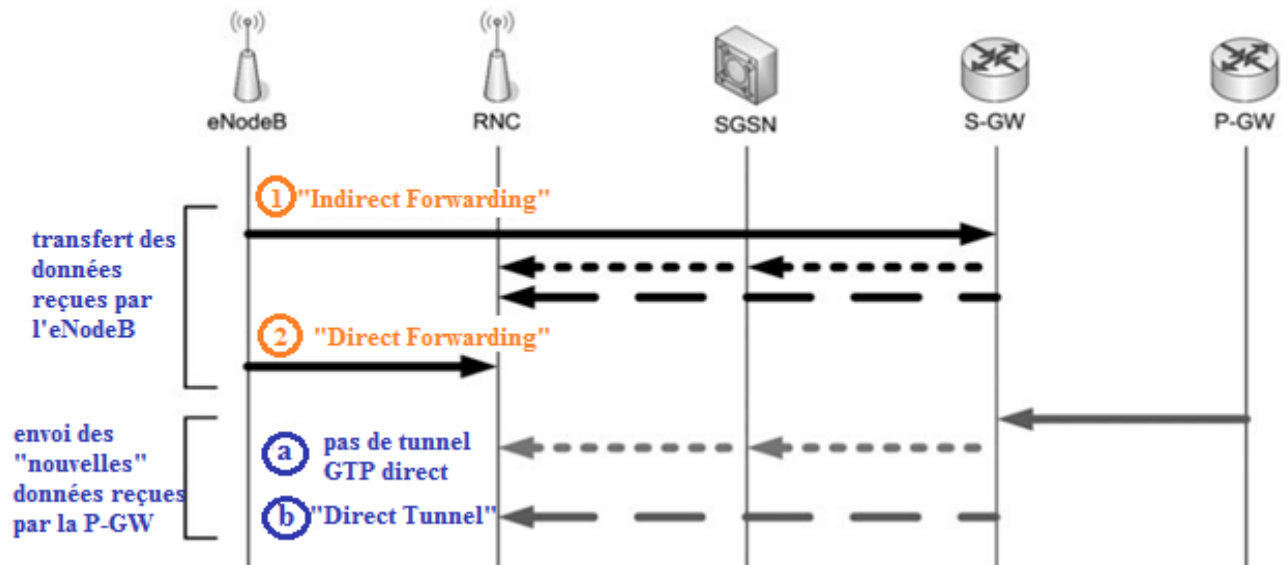 eNodeB
RNC
SGSN
S-GW
P-GW
1 "Indirect Forwarding"
transfert des
données
reçues par
l'eNodeB
2 "Direct Forwarding"
envoi des
"nouvelles"
données reçues
par la P-GW
a pas de tunnel
GTP direct
b "Direct Tunnel"